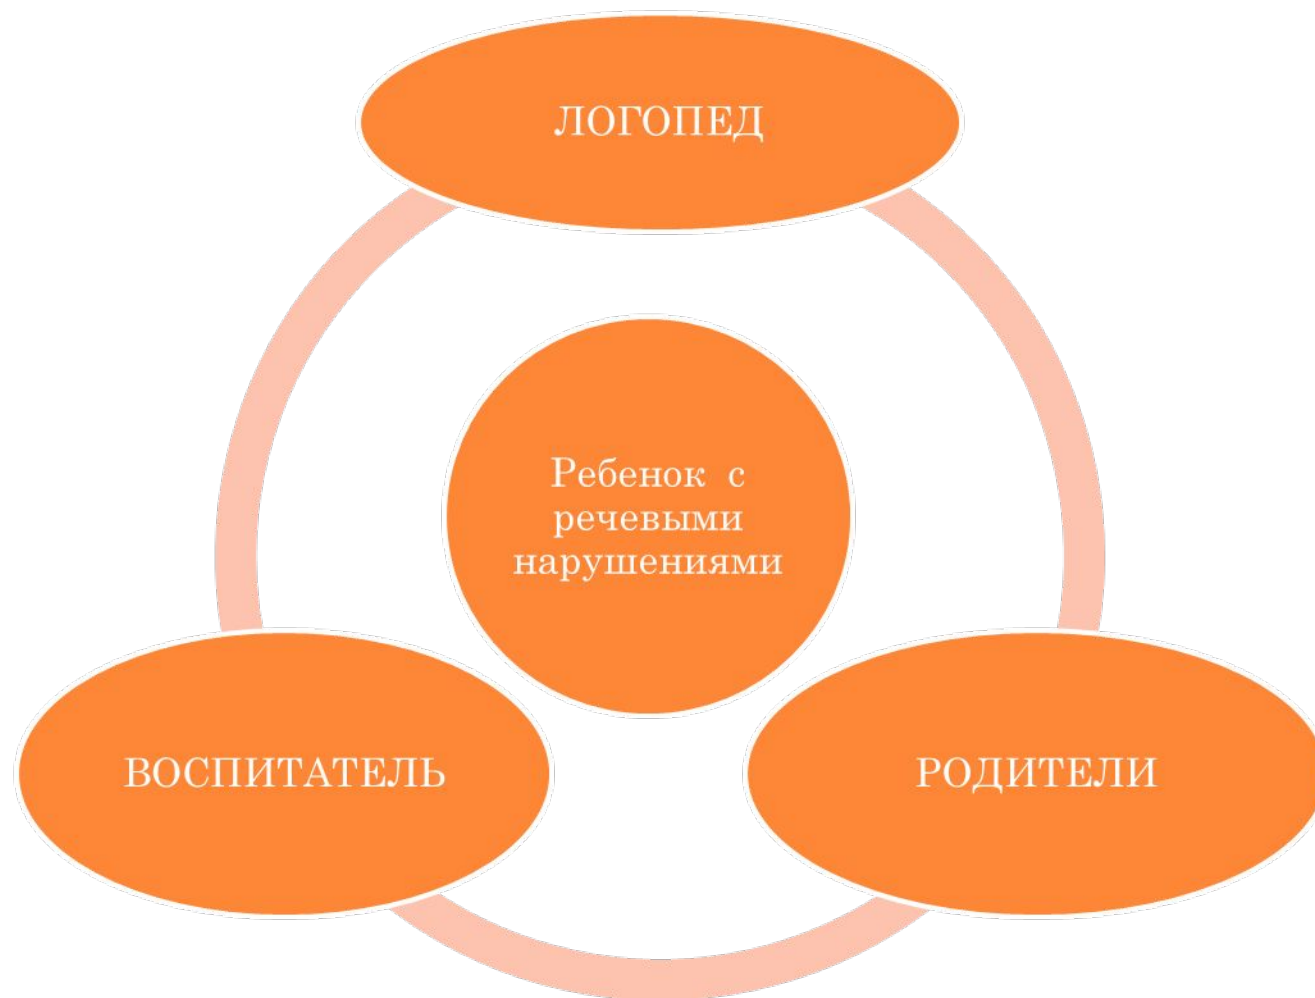 ЛОГОПЕД
Ребенок с
речевыми
нарушениями
ВОСПИТАТЕЛЬ
РОДИТЕЛИ